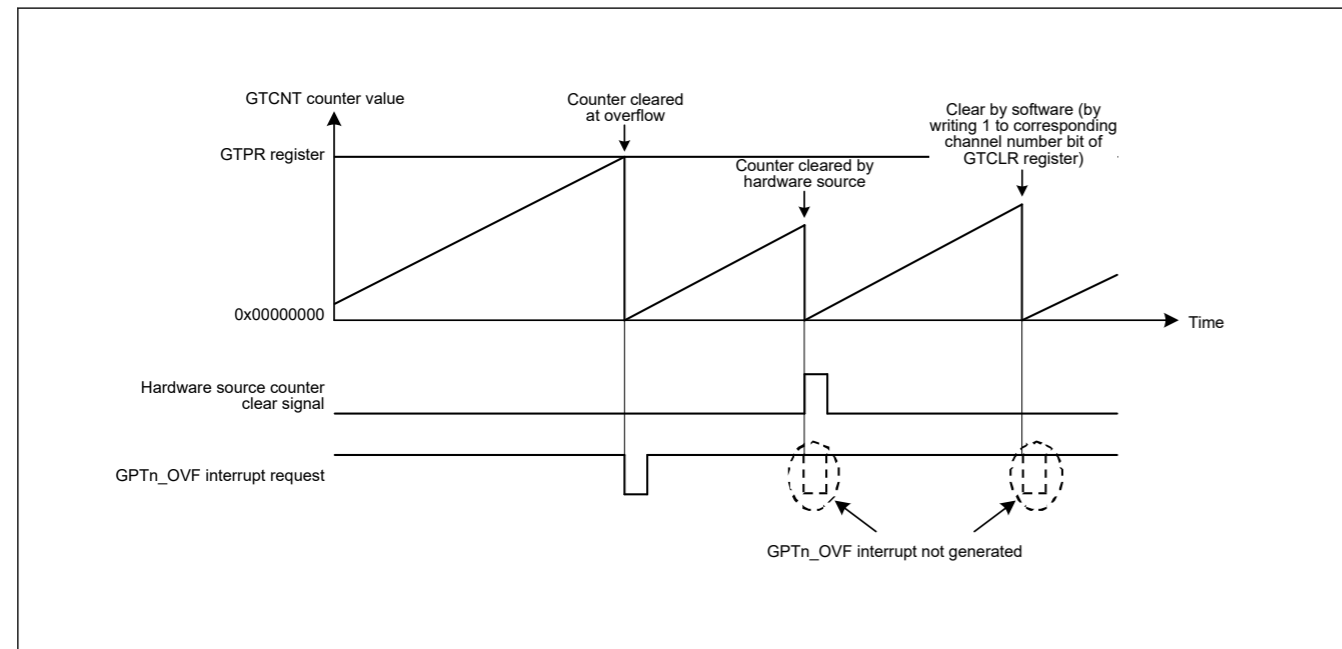 GTCNT counter value
Counter cleared
at overflow
Clear by software (by
writing 1 to corresponding
channel number bit of
GTCLR register)
GTPR register
Counter cleared by
hardware source
0x00000000
Time
Hardware source counter
clear signal
GPTn_OVF interrupt request
GPTn_OVF interrupt not generated